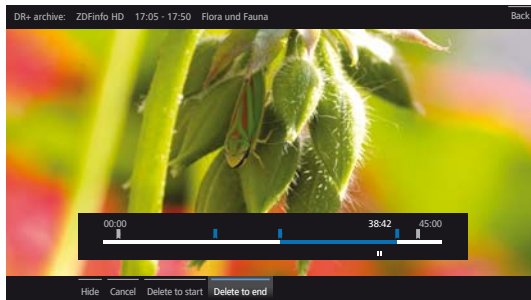 DR+ archive: ZDFinfo HD 17:05 - 17:50 Flora und Fauna Back
00:00 38:42 45:00
Hide Cancel Delete to start Delete to end